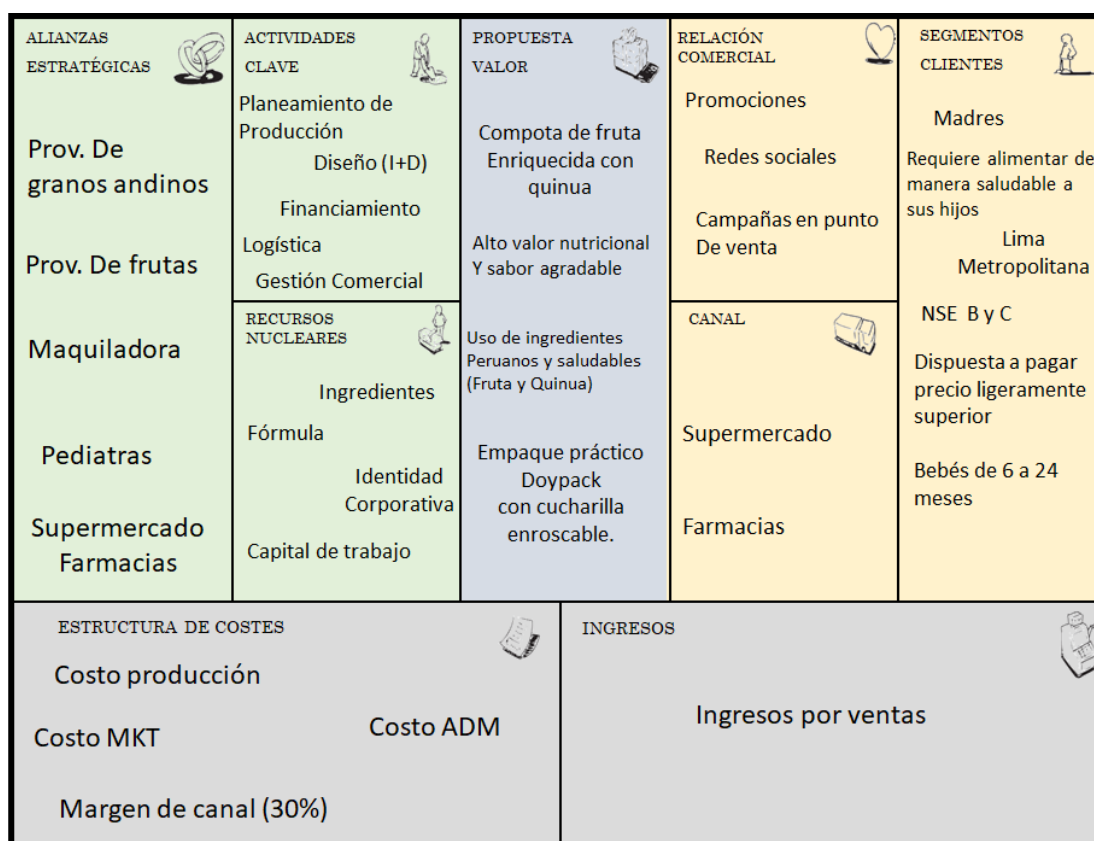 ALIANZAS
ESTRATÉGICAS
Prov. De
granos andinos
Prov. De frutas
Maquiladora
Pediatras
Supermercado
Farmacias
ACTIVIDADES
CLAVE
Planeamiento de
Producción
Diseño (I+D)
Financiamiento
Logística
Gestión Comercial
RECURSOS
NUCLEARES
Ingredientes
Fórmula
Identidad
Corporativa
Capital de trabajo
PROPUESTA
VALOR
Compota de fruta
Enriquecida con
quinua
Alto valor nutricional
Y sabor agradable
Uso de ingredientes
Peruanos y saludables
(Fruta y Quinua)
Empaque práctico
Doypack
con cucharilla
enroscable.
RELACIÓN
COMERCIAL
Promociones
Redes sociales
Campañas en punto
De venta
CANAL
Supermercado
Farmacias
SEGMENTOS
CLIENTES
Madres
Requiere alimentar de
manera saludable a
sus hijos
Lima
Metropolitana
NSE B y C
Dispuesta a pagar
precio ligeramente
superior
Bebés de 6 a 24
meses
ESTRUCTURA DE COSTES
Costo producción
Costo MKT
Costo ADM
Margen de canal (30%)
INGRESOS
Ingresos por ventas